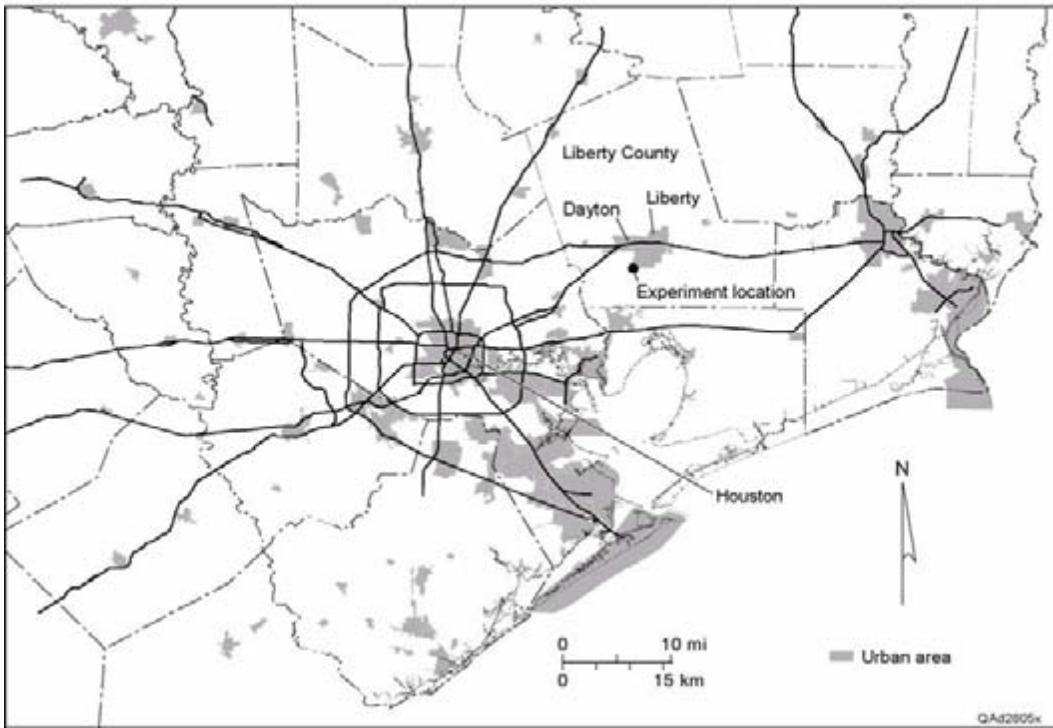 Liberty County
Liberty
Dayton
Experiment location
N
Houston
0 10 mi
0 15 km
Urban area
QAd2805x